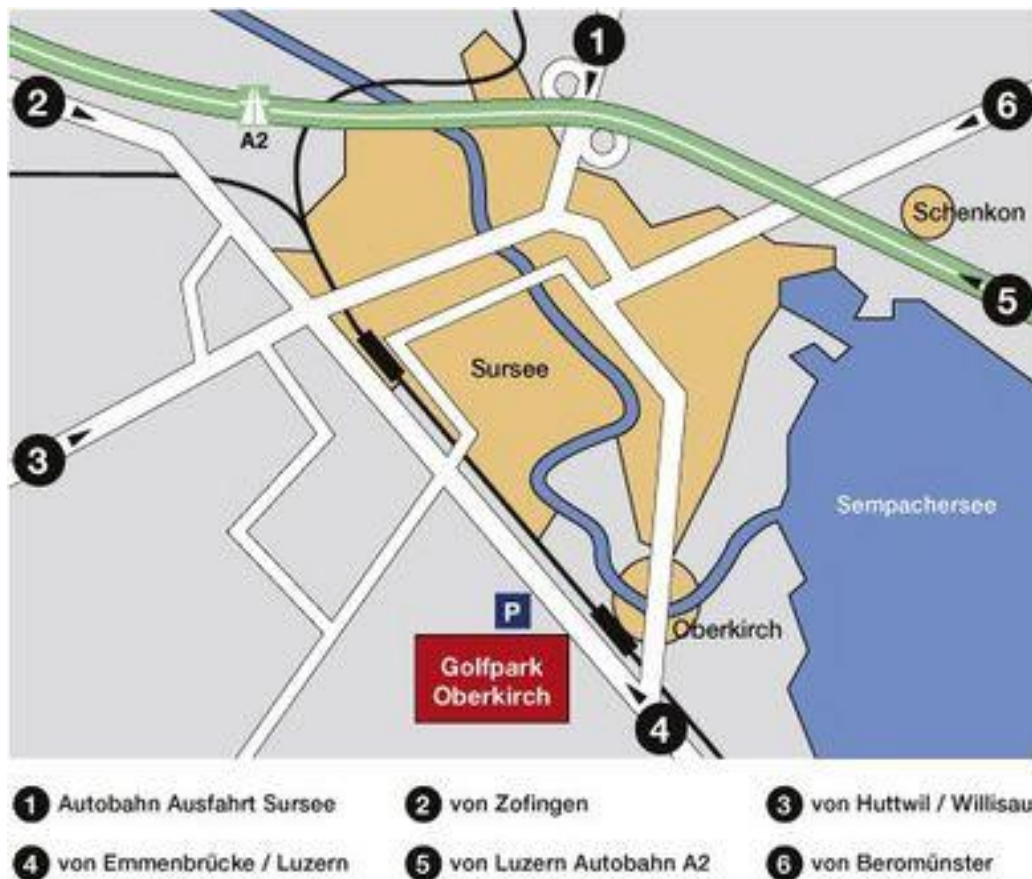 1
2
A2
6
Schenkon
5
Sursee
3
Sempachersee
P
Oberkirch
Golfpark
Oberkirch
4
1 Autobahn Ausfahrt Sursee
2 von Zofingen
3 von Huttwil / Willisau
4 von Emmenbrücke / Luzern
5 von Luzern Autobahn A2
6 von Beromünster